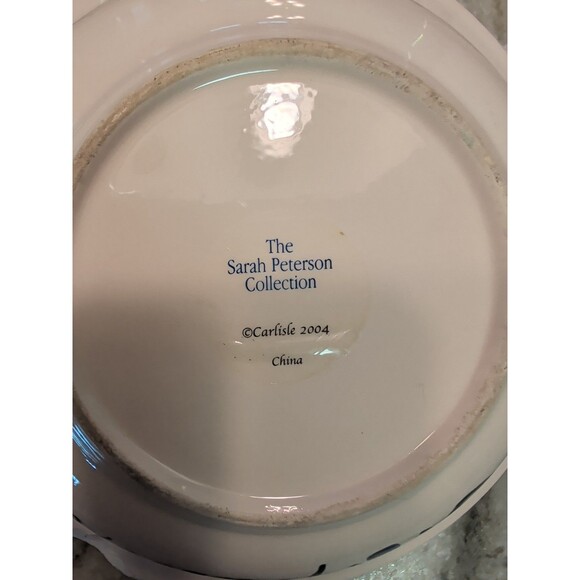 The
Sarah Peterson
Collection
©Carlisle 2004
China